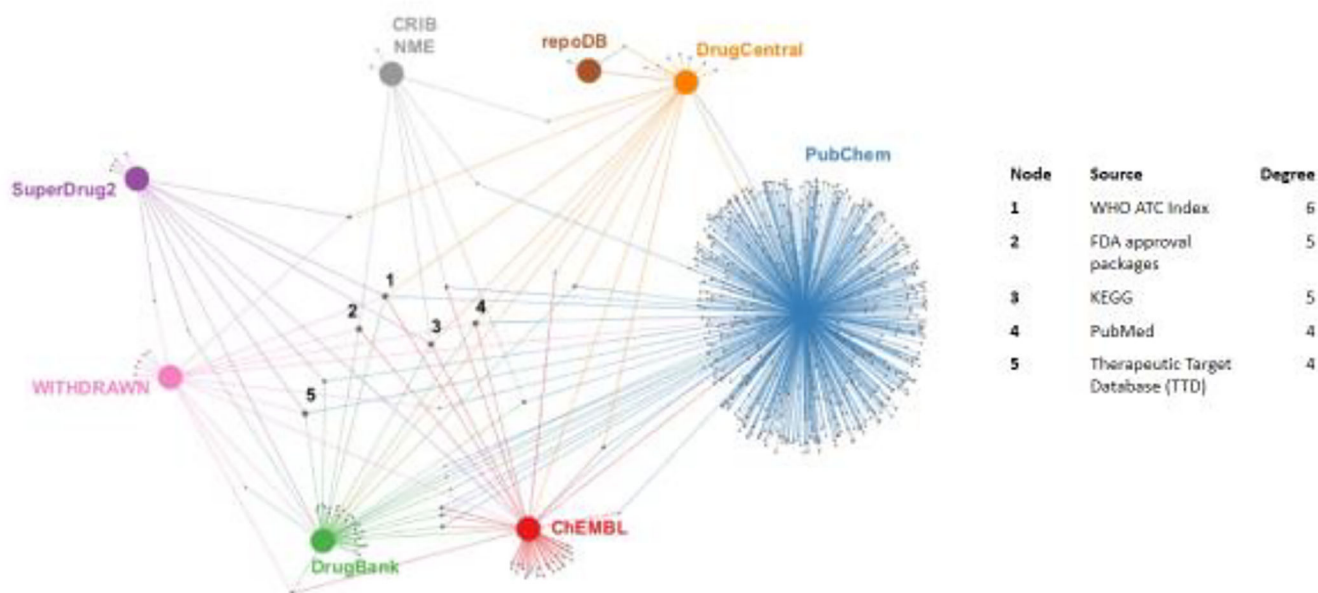 CRIB
NME
repoDB
DrugCentral
PubChem
SuperDrug2
WITHDRAWN
DrugBank
ChEMBL
1
2
3
4
5
Node Source Degree
1 WHO ATC Index 6
2 FDA approval 5
packages
3 KEGG 5
4 PubMed 4
5 Therapeutic Target 4
Database (TTD)